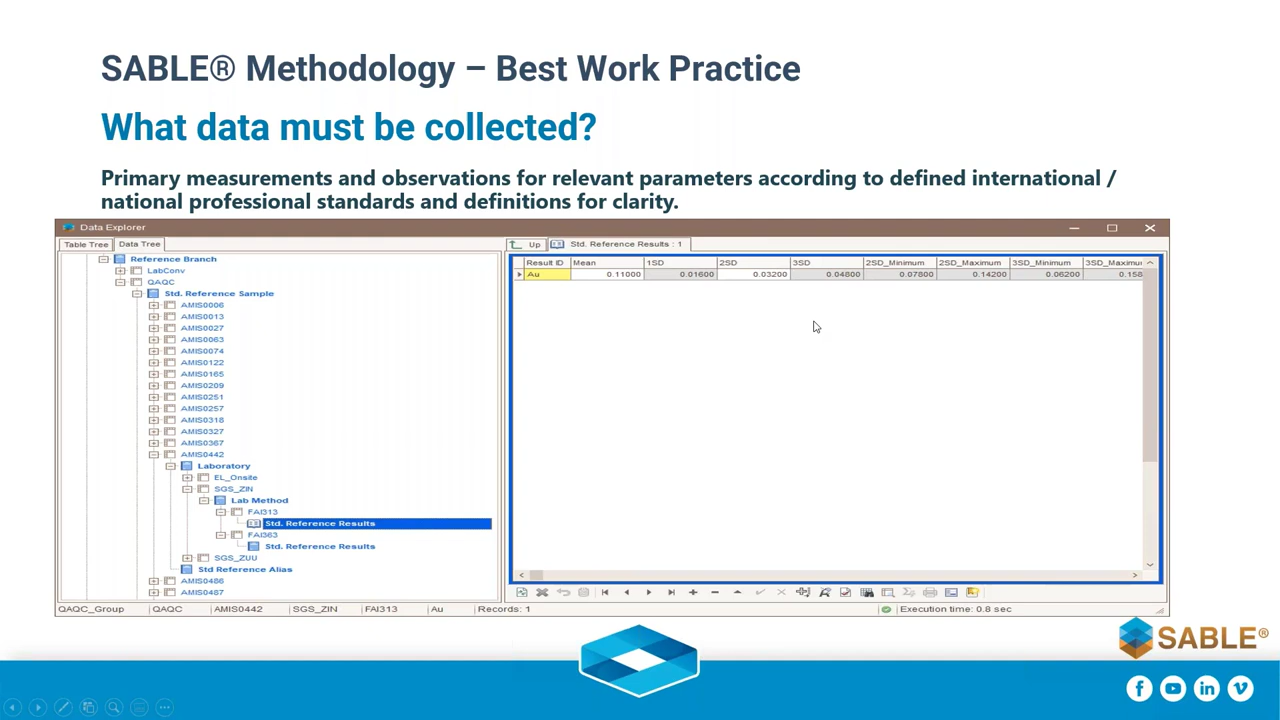 SABLE® Methodology – Best Work Practice
What data must be collected?
Primary measurements and observations for relevant parameters according to defined international /
national professional standards and definitions for clarity.
Data Explorer
Table Tree Data Tree
Up Std. Reference Results : 1
Reference Branch
LabConv
QAQC
Std. Reference Sample
AMIS0006
AMIS0013
AMIS0027
AMIS0063
AMIS0074
AMIS0122
AMIS0165
AMIS0209
AMIS0251
AMIS0257
AMIS0318
AMIS0327
AMIS0367
AMIS0442
Laboratory
EL_Onsite
SGS_ZIN
Lab Method
FAI313
Std. Reference Results
FAI363
Std. Reference Results
SGS_ZUU
Std Reference Alias
AMIS0486
AMIS0487
Result ID Mean 1SD 2SD 3SD 2SD_Minimum 2SD_Maximum 3SD_Minimum 3SD_Maximu
Au 0.11000 0.01600 0.03200 0.04800 0.07800 0.14200 0.06200 0.158
QAQC_Group QAQC AMIS0442 SGS_ZIN FAI313 Au Records: 1 Execution time: 0.8 sec
SABLE®